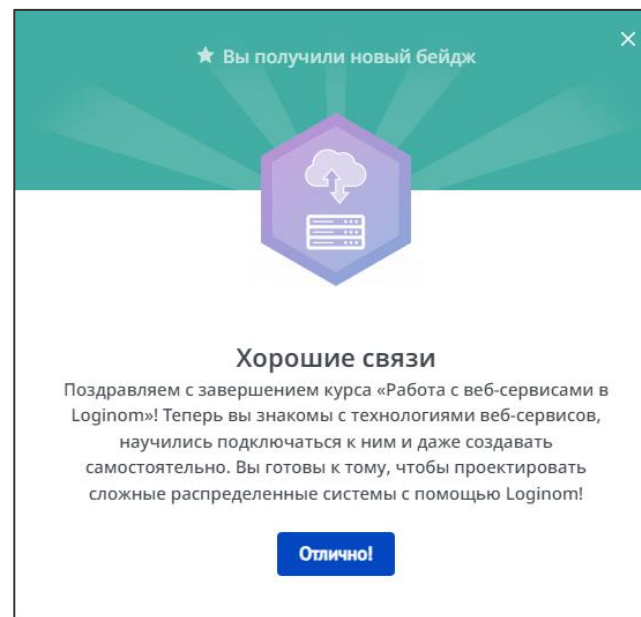 Вы получили новый бейдж
Хорошие связи
Поздравляем с завершением курса «Работа с веб-сервисами в
Loginom»! Теперь вы знакомы с технологиями веб-сервисов,
научились подключаться к ним и даже создавать
самостоятельно. Вы готовы к тому, чтобы проектировать
сложные распределенные системы с помощью Loginom!
Отлично!